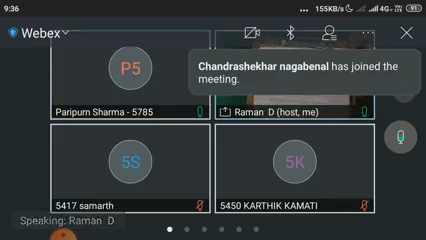 9:36
155KB/s
4G
91
Webex
Chandrashekhar nagabenal has joined the
meeting.
P5
Paripurn Sharma - 5785
Raman D (host, me)
5S
5K
5417 samarth
5450 KARTHIK KAMATI
Speaking: Raman D